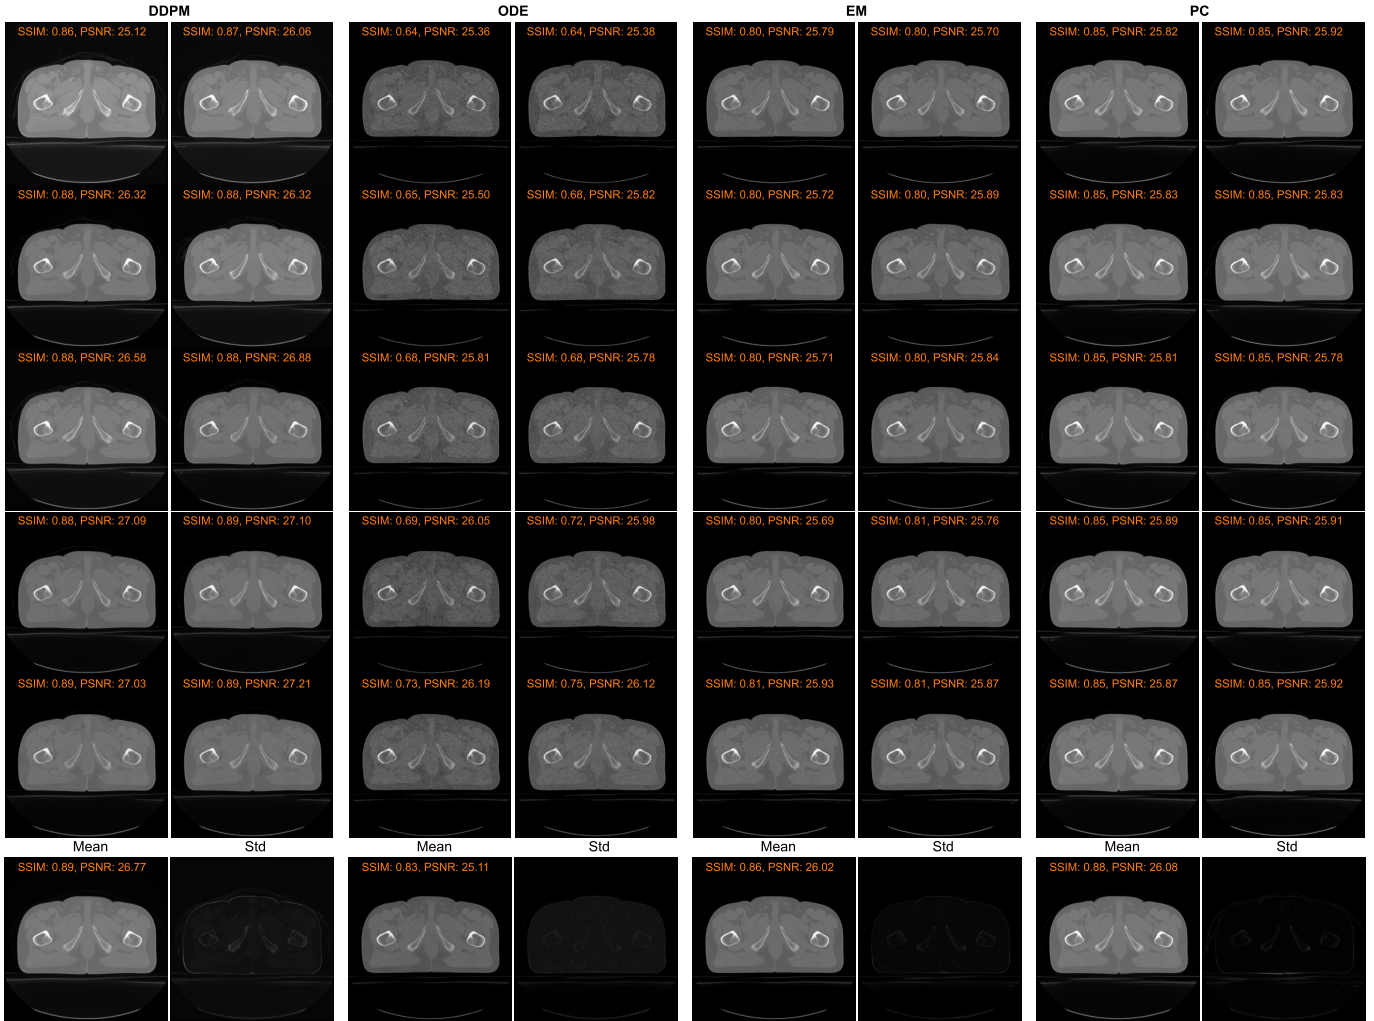 DDPM ODE EM PC
SSIM: 0.86, PSNR: 25.12 SSIM: 0.87, PSNR: 26.06 SSIM: 0.64, PSNR: 25.36 SSIM: 0.64, PSNR: 25.38 SSIM: 0.80, PSNR: 25.79 SSIM: 0.80, PSNR: 25.70 SSIM: 0.85, PSNR: 25.82 SSIM: 0.85, PSNR: 25.92
SSIM: 0.88, PSNR: 26.32 SSIM: 0.88, PSNR: 26.32 SSIM: 0.65, PSNR: 25.50 SSIM: 0.68, PSNR: 25.82 SSIM: 0.80, PSNR: 25.72 SSIM: 0.80, PSNR: 25.89 SSIM: 0.85, PSNR: 25.83 SSIM: 0.85, PSNR: 25.83
SSIM: 0.88, PSNR: 26.58 SSIM: 0.88, PSNR: 26.88 SSIM: 0.68, PSNR: 25.81 SSIM: 0.68, PSNR: 25.78 SSIM: 0.80, PSNR: 25.71 SSIM: 0.80, PSNR: 25.84 SSIM: 0.85, PSNR: 25.81 SSIM: 0.85, PSNR: 25.78
SSIM: 0.88, PSNR: 27.09 SSIM: 0.89, PSNR: 27.10 SSIM: 0.69, PSNR: 26.05 SSIM: 0.72, PSNR: 25.98 SSIM: 0.80, PSNR: 25.69 SSIM: 0.81, PSNR: 25.76 SSIM: 0.85, PSNR: 25.89 SSIM: 0.85, PSNR: 25.91
SSIM: 0.89, PSNR: 27.03 SSIM: 0.89, PSNR: 27.21 SSIM: 0.73, PSNR: 26.19 SSIM: 0.75, PSNR: 26.12 SSIM: 0.81, PSNR: 25.93 SSIM: 0.81, PSNR: 25.87 SSIM: 0.85, PSNR: 25.87 SSIM: 0.85, PSNR: 25.92
Mean Std Mean Std Mean Std Mean Std
SSIM: 0.89, PSNR: 26.77 SSIM: 0.83, PSNR: 25.11 SSIM: 0.86, PSNR: 26.02 SSIM: 0.88, PSNR: 26.08